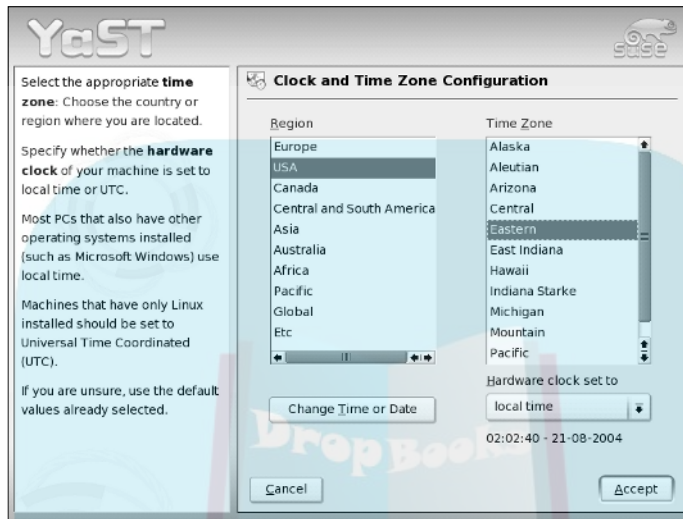 YaST
SUSE
Select the appropriate time
zone: Choose the country or
region where you are located.
Specify whether the hardware
clock of your machine is set to
local time or UTC.
Most PCs that also have other
operating systems installed
(such as Microsoft Windows) use
local time.
Machines that have only Linux
installed should be set to
Universal Time Coordinated
(UTC).
If you are unsure, use the default
values already selected.
Clock and Time Zone Configuration
Region
Europe
USA
Canada
Central and South America
Asia
Australia
Africa
Pacific
Global
Etc
Time Zone
Alaska
Aleutian
Arizona
Central
Eastern
East Indiana
Hawaii
Indiana Starke
Michigan
Mountain
Pacific
Hardware clock set to
local time
Change Time or Date
02:02:40 - 21-08-2004
Drop Books
Cancel
Accept